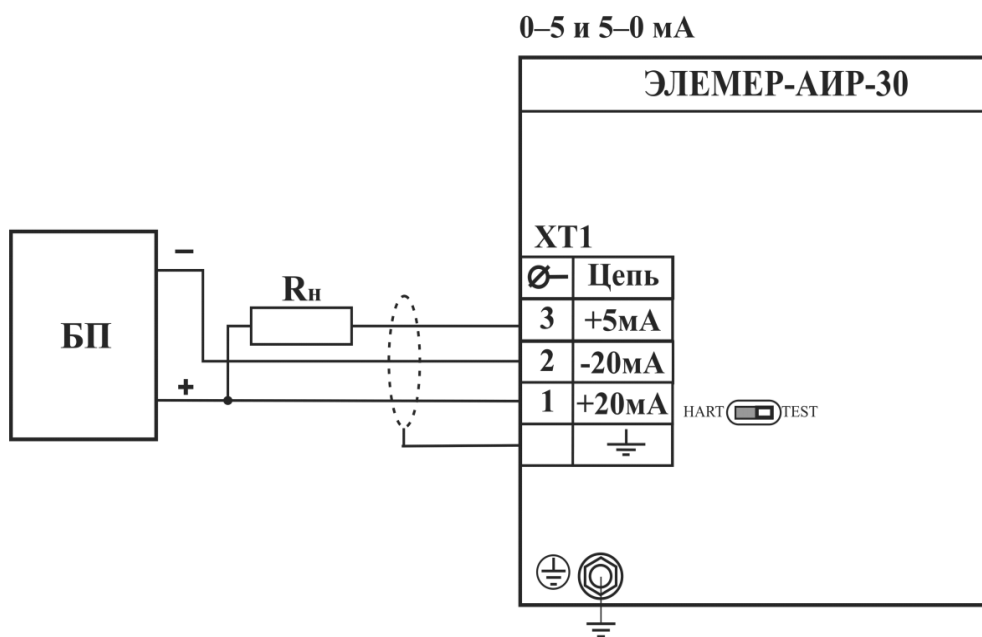 0–5 и 5–0 мА
ЭЛЕМЕР-АИР-30
XT1
Цепь
3 +5мА
2 -20мА
1 +20мА
HART TEST
Rн
БП
−
+